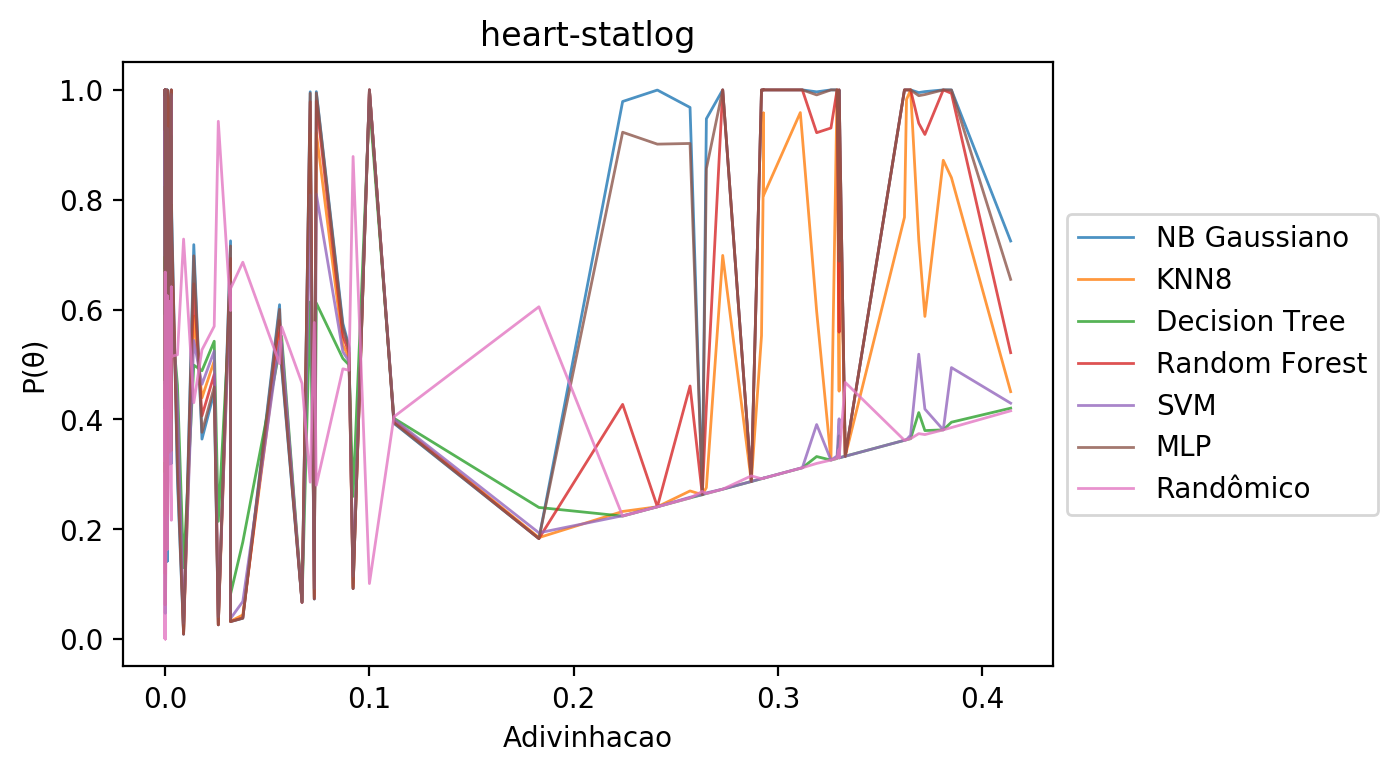 heart-statlog
1.0
0.8
0.6
0.4
0.2
0.0
P(θ)
0.0 0.1 0.2 0.3 0.4
Adivinhacao
NB Gaussiano
KNN8
Decision Tree
Random Forest
SVM
MLP
Randômico